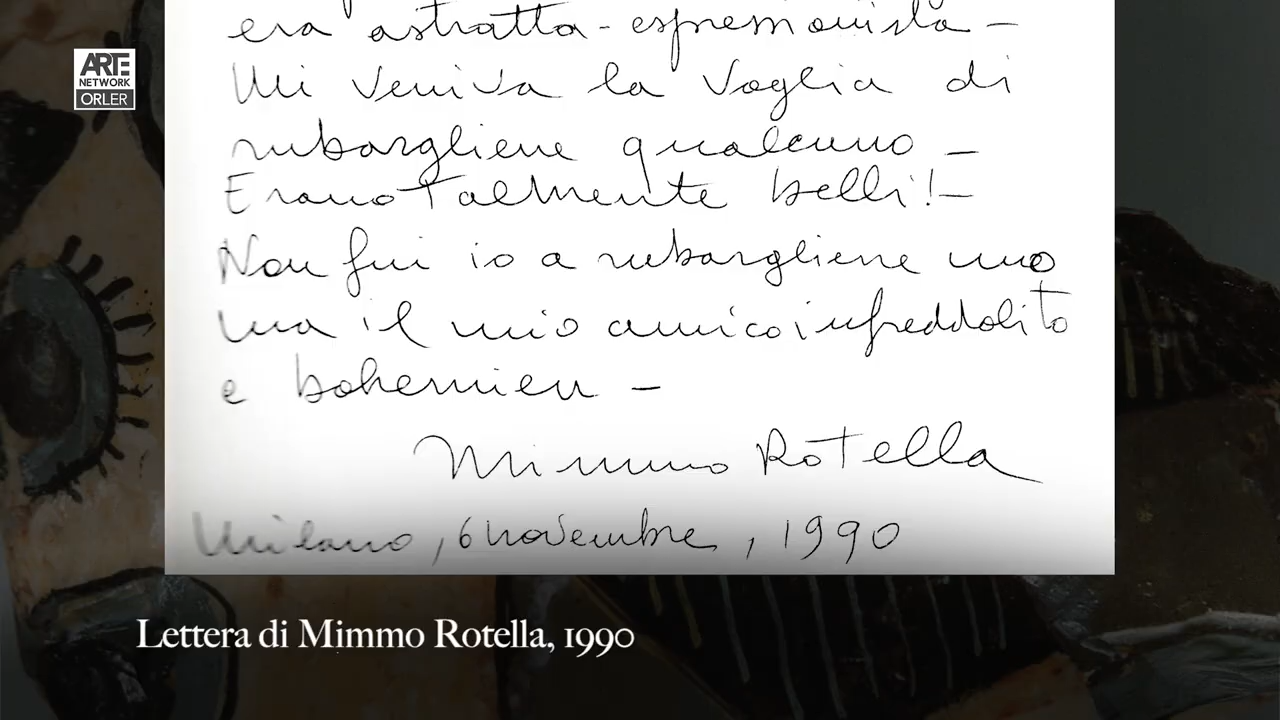 era astratta-espressionista –
Mi veniva la voglia di
rubargliene qualcuno –
Erano talmente belli! –
Non fui io a rubargliene uno
ma il mio amico infreddolito
e bohemien –
Mimmo Rotella
Milano, 6 novembre, 1990
Lettera di Mimmo Rotella, 1990
ARTE
NETWORK
ORLER